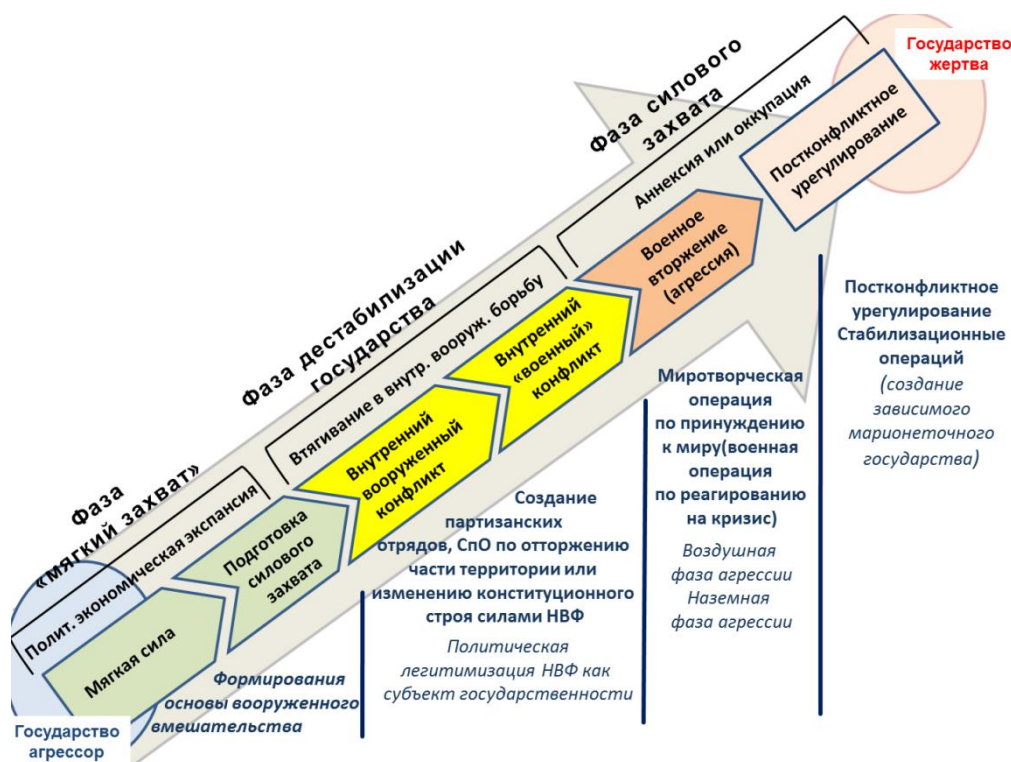 Государство
жертва
Фаза силового
захвата
Аннексия или оккупация
Постконфликтное
урегулирование
Военное
вторжение
(агрессия)
Фаза дестабилизации
государства
Втягивание в внутр. вооруж. борьбу
Внутренний
«военный»
конфликт
Внутренний
вооруженный
конфликт
Фаза
«мягкий захват»
Полит. экономическая экспансия
Подготовка
силового
захвата
Мягкая сила
Государство
агрессор
Формирования
основы вооруженного
вмешательства
Создание
партизанских
отрядов, СпО по отторжению
части территории или
изменению конституционного
строя силами НВФ
Политическая
легитимизация НВФ как
субъект государственности
Миротворческая
операция
по принуждению
к миру(военная
операция
по реагированию
на кризис)
Воздушная
фаза агрессии
Наземная
фаза агрессии
Постконфликтное
урегулирование
Стабилизационные
операций
(создание
зависимого
марионеточного
государства)